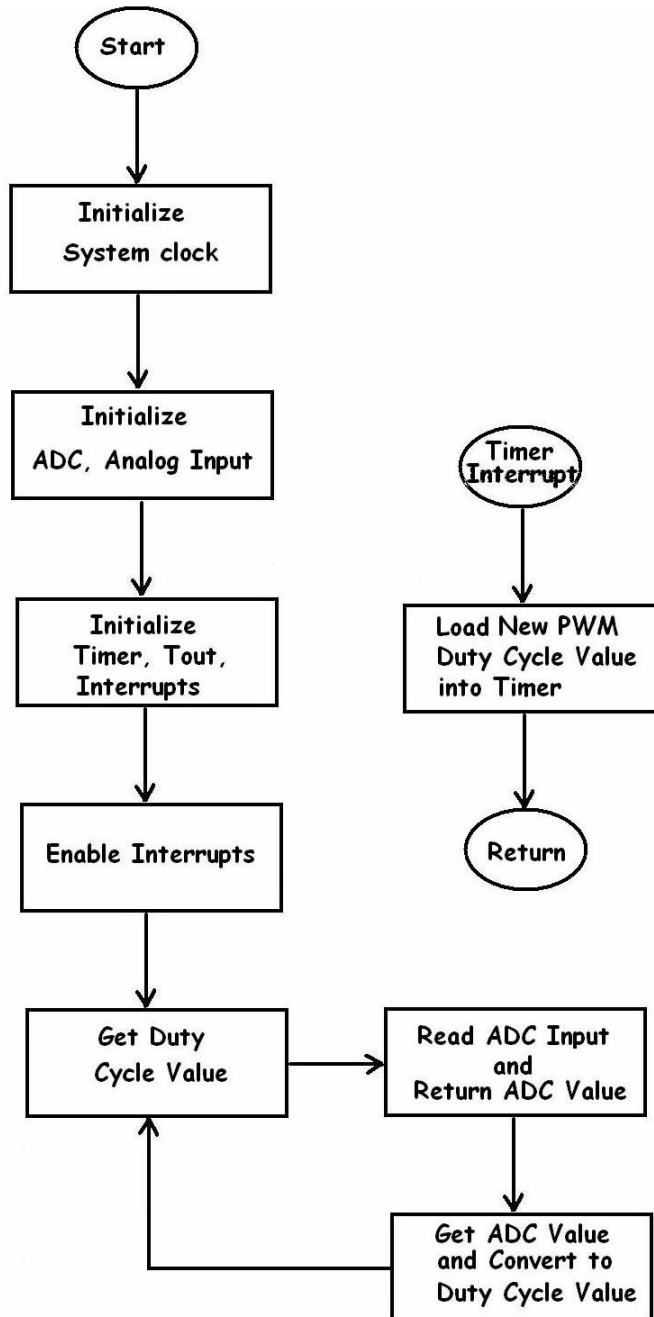 Start
Initialize
System clock
Initialize
ADC, Analog Input
Initialize
Timer, Tout,
Interrupts
Enable Interrupts
Get Duty
Cycle Value
Read ADC Input
and
Return ADC Value
Get ADC Value
and Convert to
Duty Cycle Value
Timer
Interrupt
Load New PWM
Duty Cycle Value
into Timer
Return